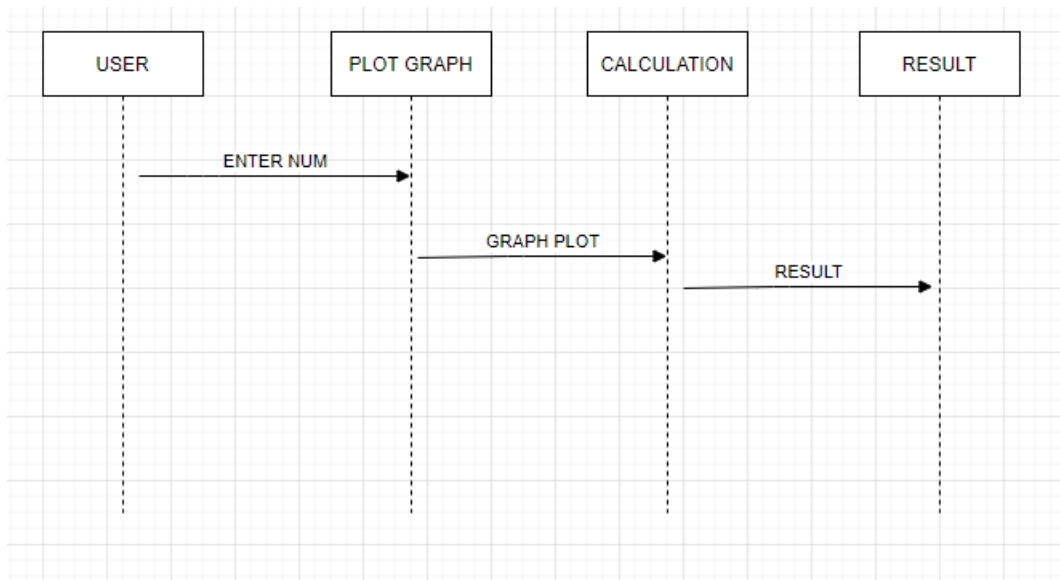 USER
PLOT GRAPH
CALCULATION
RESULT
ENTER NUM
GRAPH PLOT
RESULT